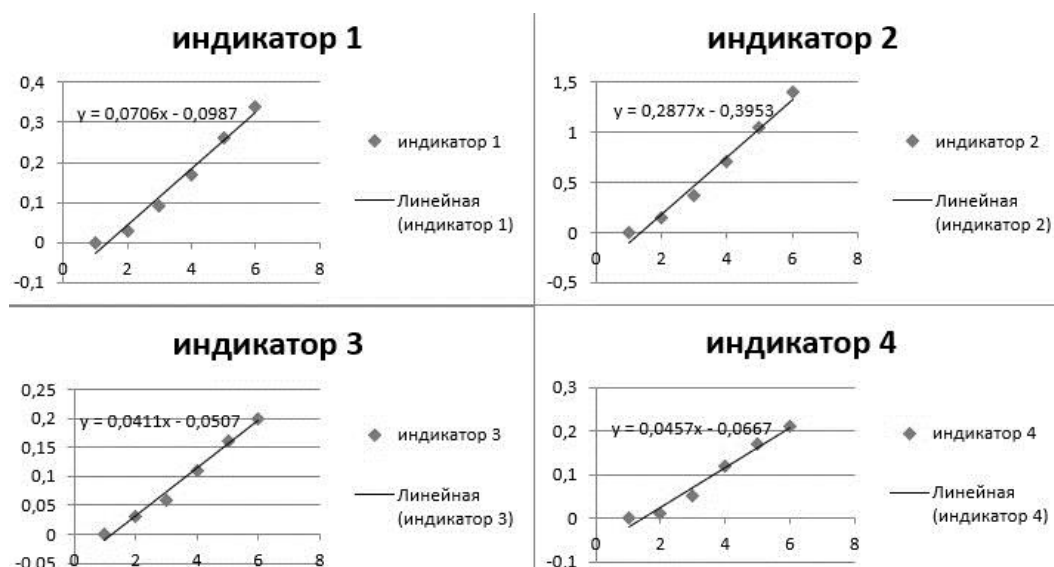 индикатор 1
0,4
0,3
0,2
0,1
0
-0,1
0 2 4 6 8
y = 0,0706x - 0,0987
индикатор 1
Линейная
(индикатор 1)
индикатор 2
1,5
1
0,5
0
-0,5
0 2 4 6 8
y = 0,2877x - 0,3953
индикатор 2
Линейная
(индикатор 2)
индикатор 3
0,25
0,2
0,15
0,1
0,05
0
-0,05
0 2 4 6 8
y = 0,0411x - 0,0507
индикатор 3
Линейная
(индикатор 3)
индикатор 4
0,3
0,2
0,1
0
-0,1
0 2 4 6 8
y = 0,0457x - 0,0667
индикатор 4
Линейная
(индикатор 4)